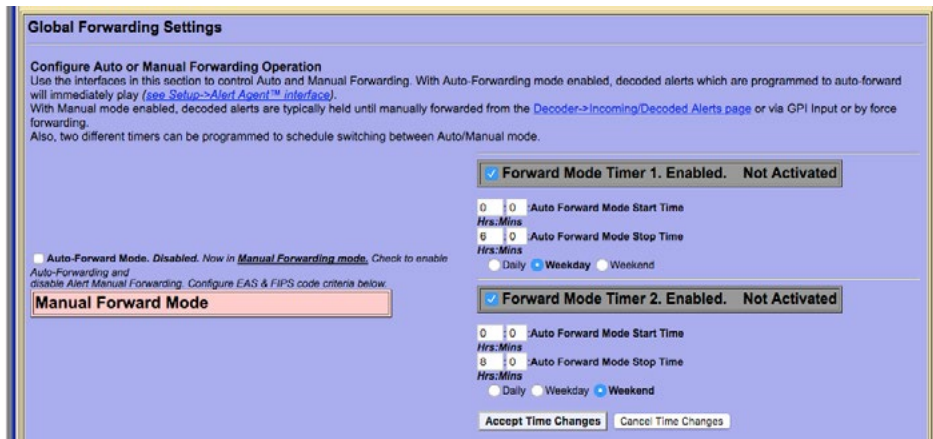 Global Forwarding Settings
Configure Auto or Manual Forwarding Operation
Use the interfaces in this section to control Auto and Manual Forwarding. With Auto-Forwarding mode enabled, decoded alerts which are programmed to auto-forward
will immediately play (see Setup->Alert Agent™ interface).
With Manual mode enabled, decoded alerts are typically held until manually forwarded from the Decoder->Incoming/Decoded Alerts page or via GPI Input or by force
forwarding.
Also, two different timers can be programmed to schedule switching between Auto/Manual mode.
Auto-Forward Mode. Disabled. Now in Manual Forwarding mode. Check to enable
Auto-Forwarding and
disable Alert Manual Forwarding. Configure EAS & FIPS code criteria below.
Manual Forward Mode
Forward Mode Timer 1. Enabled. Not Activated
0 : 0 :Auto Forward Mode Start Time
Hrs:Mins
6 : 0 :Auto Forward Mode Stop Time
Hrs:Mins
Daily Weekday Weekend
Forward Mode Timer 2. Enabled. Not Activated
0 : 0 :Auto Forward Mode Start Time
Hrs:Mins
8 : 0 :Auto Forward Mode Stop Time
Hrs:Mins
Daily Weekday Weekend
Accept Time Changes Cancel Time Changes